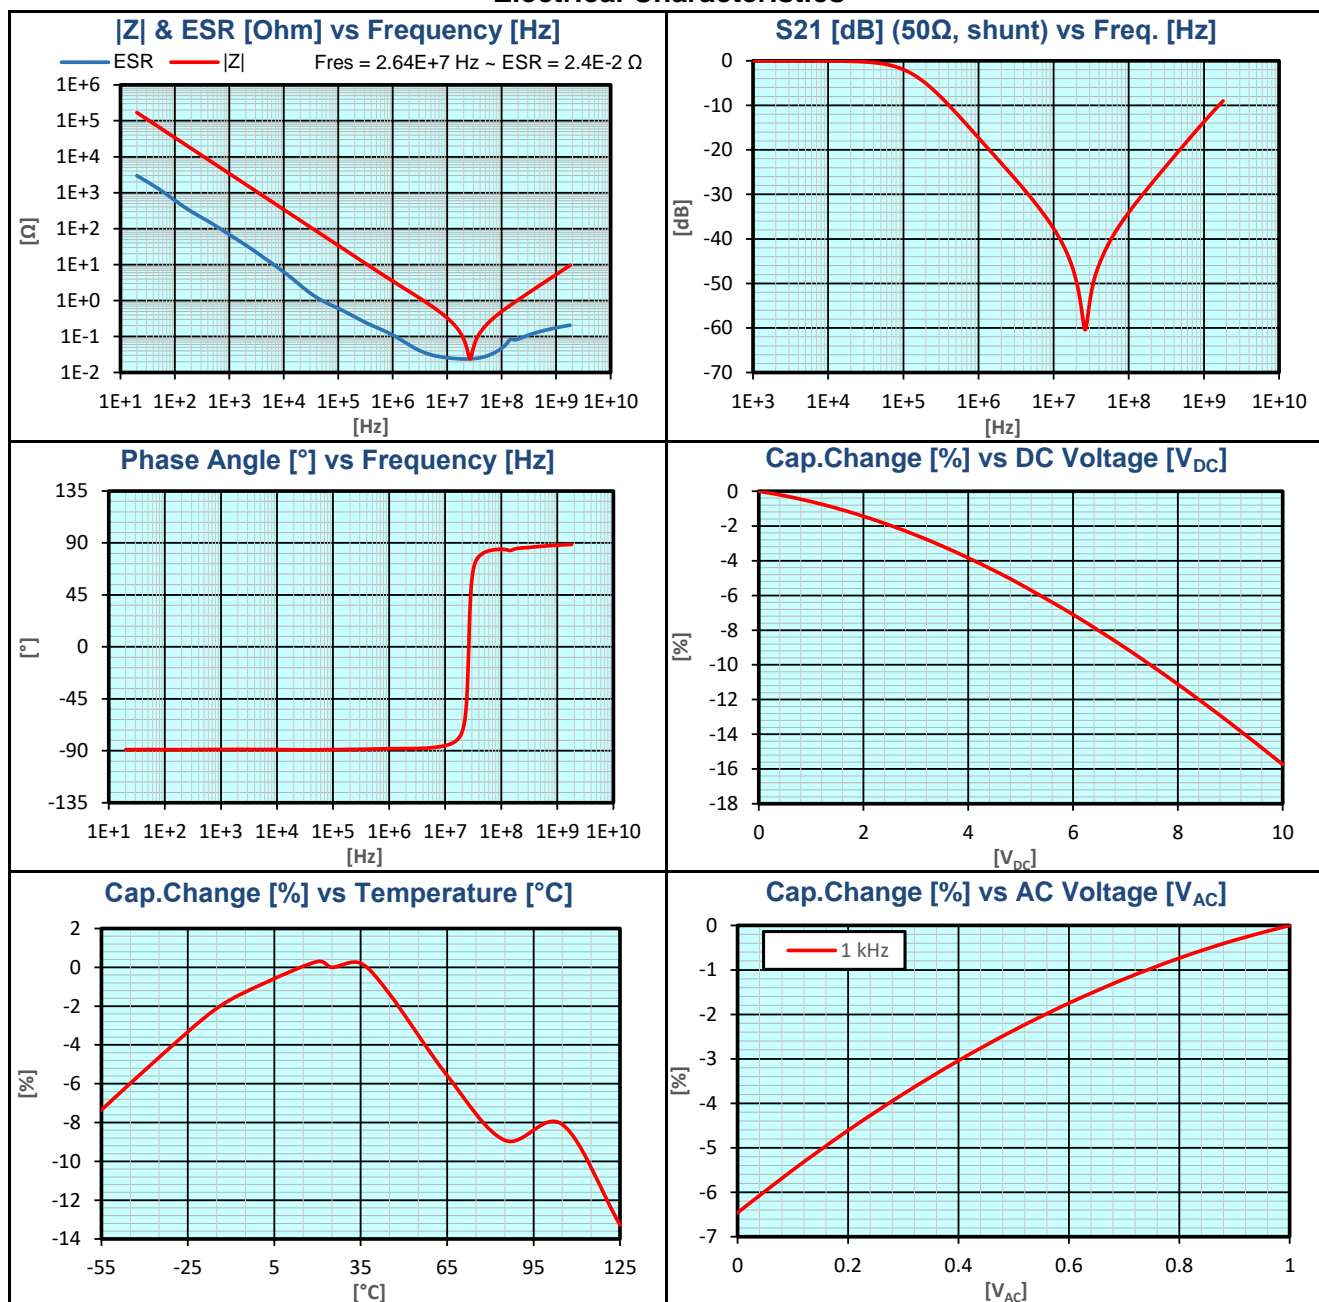 |Z| & ESR [Ohm] vs Frequency [Hz]
ESR |Z| Fres = 2.64E+7 Hz ~ ESR = 2.4E-2 Ω
1E+6
1E+5
1E+4
1E+3
1E+2
1E+1
1E+0
1E-1
1E-2
[Ω]
1E+1 1E+2 1E+3 1E+4 1E+5 1E+6 1E+7 1E+8 1E+9 1E+10
[Hz]
S21 [dB] (50Ω, shunt) vs Freq. [Hz]
0
-10
-20
-30
-40
-50
-60
-70
[dB]
1E+3 1E+4 1E+5 1E+6 1E+7 1E+8 1E+9 1E+10
[Hz]
Phase Angle [°] vs Frequency [Hz]
135
90
45
0
-45
-90
-135
[°]
1E+1 1E+2 1E+3 1E+4 1E+5 1E+6 1E+7 1E+8 1E+9 1E+10
[Hz]
Cap.Change [%] vs DC Voltage [VDC]
0
-2
-4
-6
-8
-10
-12
-14
-16
-18
[%]
0 2 4 6 8 10
[VDC]
Cap.Change [%] vs Temperature [°C]
2
0
-2
-4
-6
-8
-10
-12
-14
[%]
-55 -25 5 35 65 95 125
[°C]
Cap.Change [%] vs AC Voltage [VAC]
1 kHz
0
-1
-2
-3
-4
-5
-6
-7
[%]
0 0.2 0.4 0.6 0.8 1
[VAC]